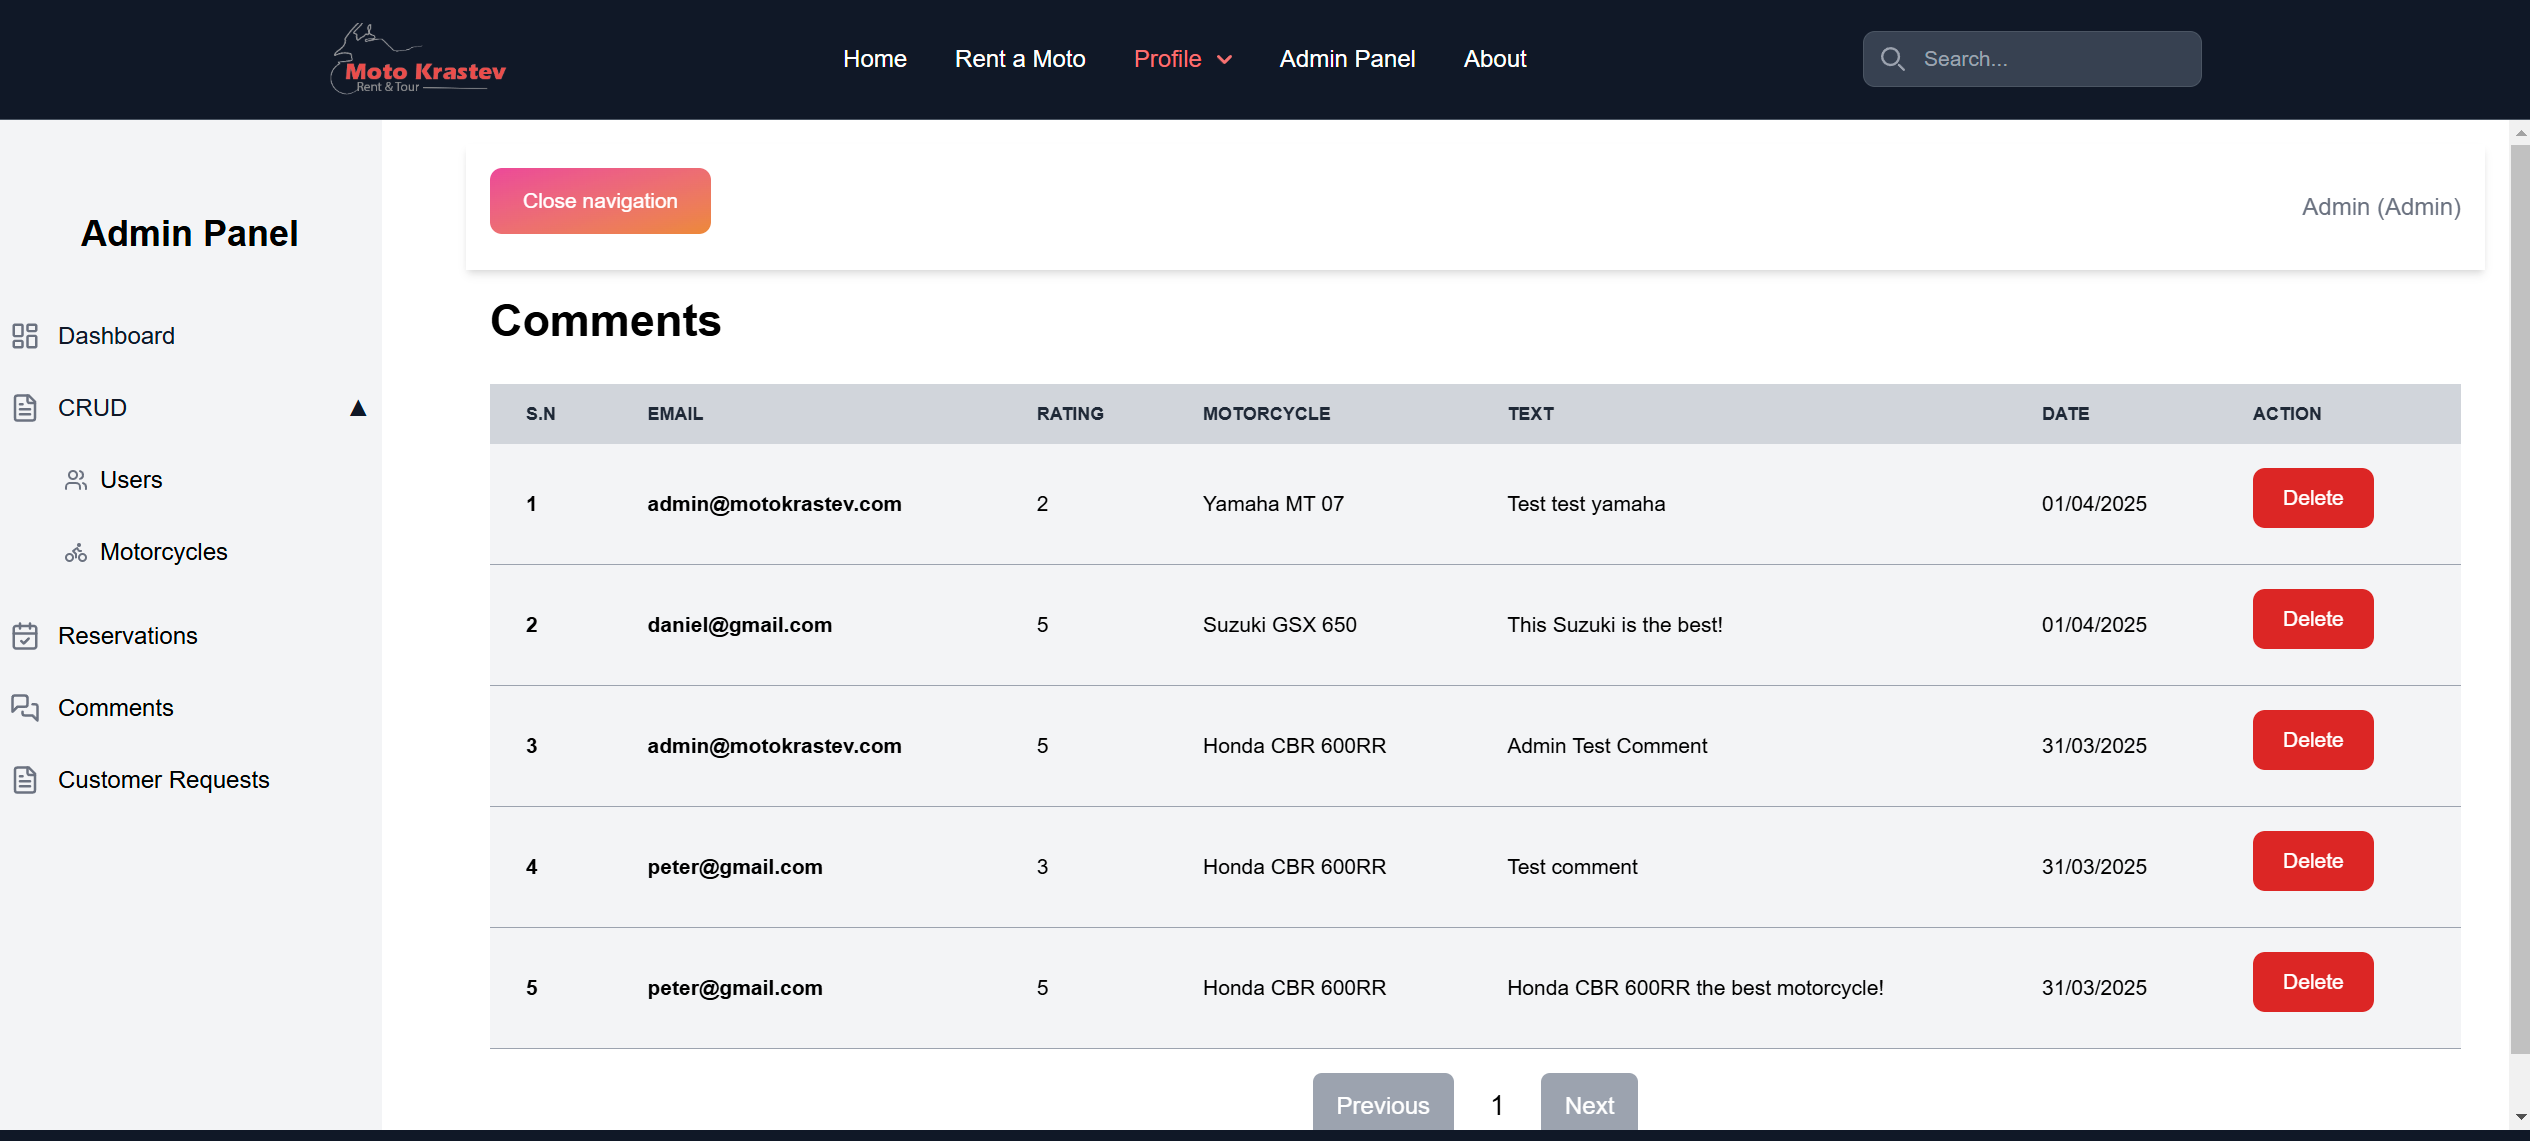 Moto Krastev
Rent & Tour
Home Rent a Moto Profile Admin Panel About
Search...
Admin Panel
Dashboard
CRUD ▲
Users
Motorcycles
Reservations
Comments
Customer Requests
Close navigation
Admin (Admin)
Comments
S.N EMAIL RATING MOTORCYCLE TEXT DATE ACTION
1 admin@motokrastev.com 2 Yamaha MT 07 Test test yamaha 01/04/2025 Delete
2 daniel@gmail.com 5 Suzuki GSX 650 This Suzuki is the best! 01/04/2025 Delete
3 admin@motokrastev.com 5 Honda CBR 600RR Admin Test Comment 31/03/2025 Delete
4 peter@gmail.com 3 Honda CBR 600RR Test comment 31/03/2025 Delete
5 peter@gmail.com 5 Honda CBR 600RR Honda CBR 600RR the best motorcycle! 31/03/2025 Delete
Previous 1 Next